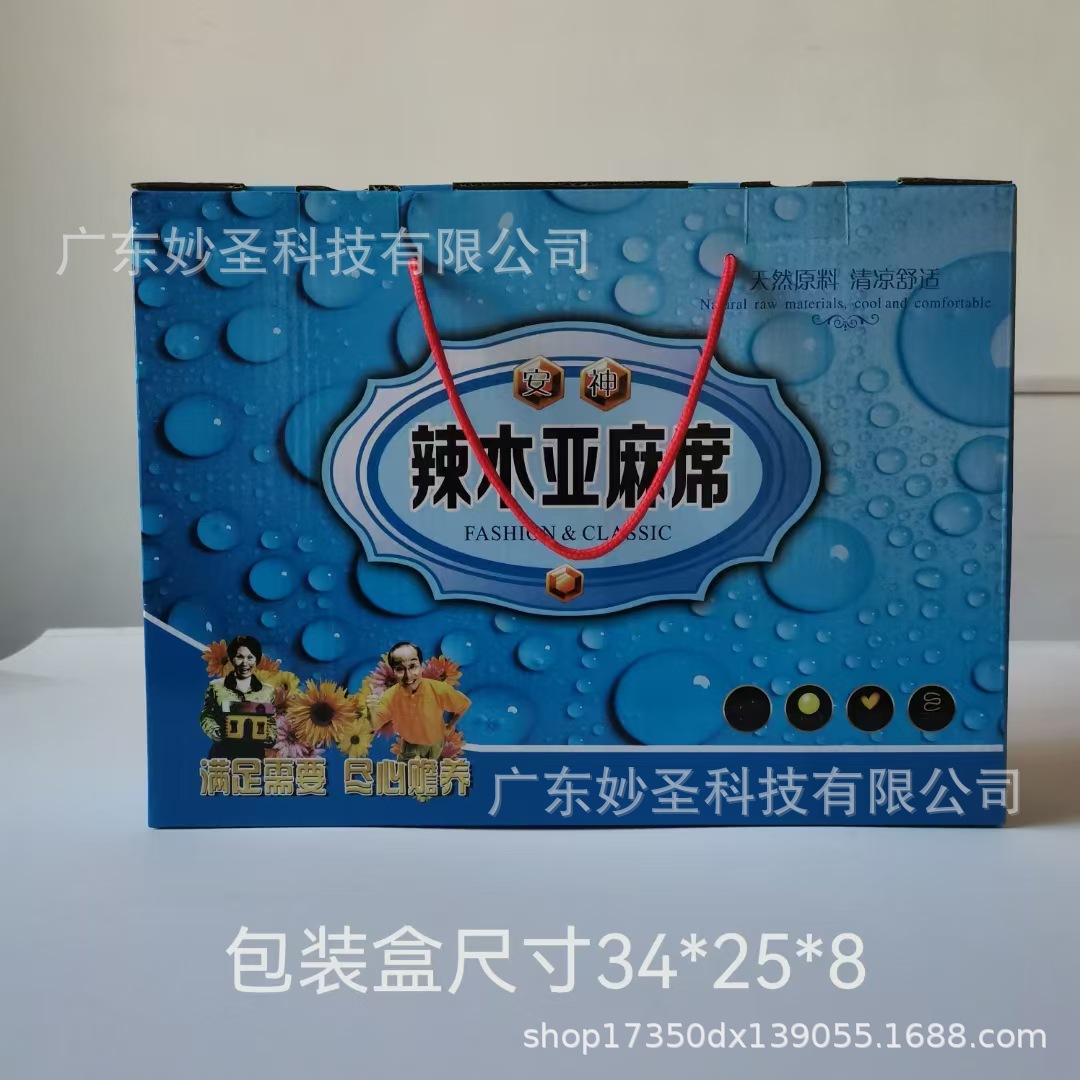 广东妙圣科技有限公司
天然原料 清凉舒适
Natural raw materials, cool and comfortable
安神
辣木亚麻席
FASHION & CLASSIC
满足需要 尽心赡养
广东妙圣科技有限公司
包装盒尺寸34*25*8
shop17350dx139055.1688.com